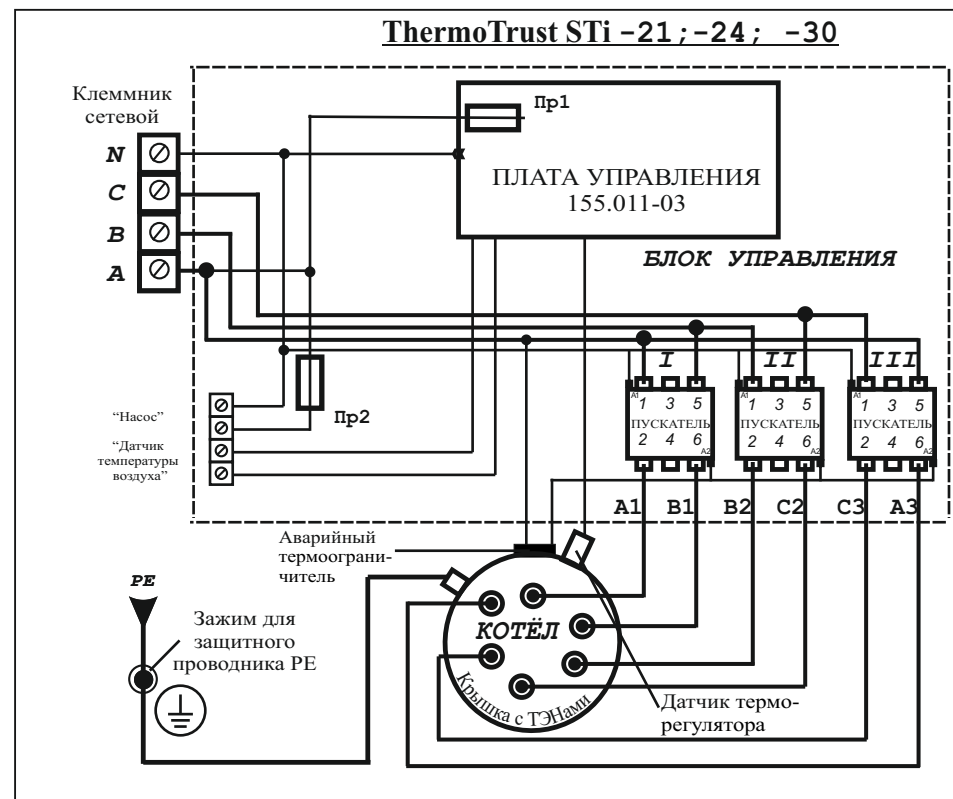 ThermoTrust STi -21;-24; -30
Клеммник
сетевой
N
C
B
A
Пр1
ПЛАТА УПРАВЛЕНИЯ
155.011-03
БЛОК УПРАВЛЕНИЯ
I
II
III
A1
1 3 5
ПУСКАТЕЛЬ
2 4 6
A2
A1
1 3 5
ПУСКАТЕЛЬ
2 4 6
A2
A1
1 3 5
ПУСКАТЕЛЬ
2 4 6
A2
“Насос”
“Датчик
температуры
воздуха”
Пр2
A1 B1 B2 C2 C3 A3
Аварийный
термоограни-
читель
PE
Зажим для
защитного
проводника PE
КОТЁЛ
Крышка с ТЭНами
Датчик термо-
регулятора